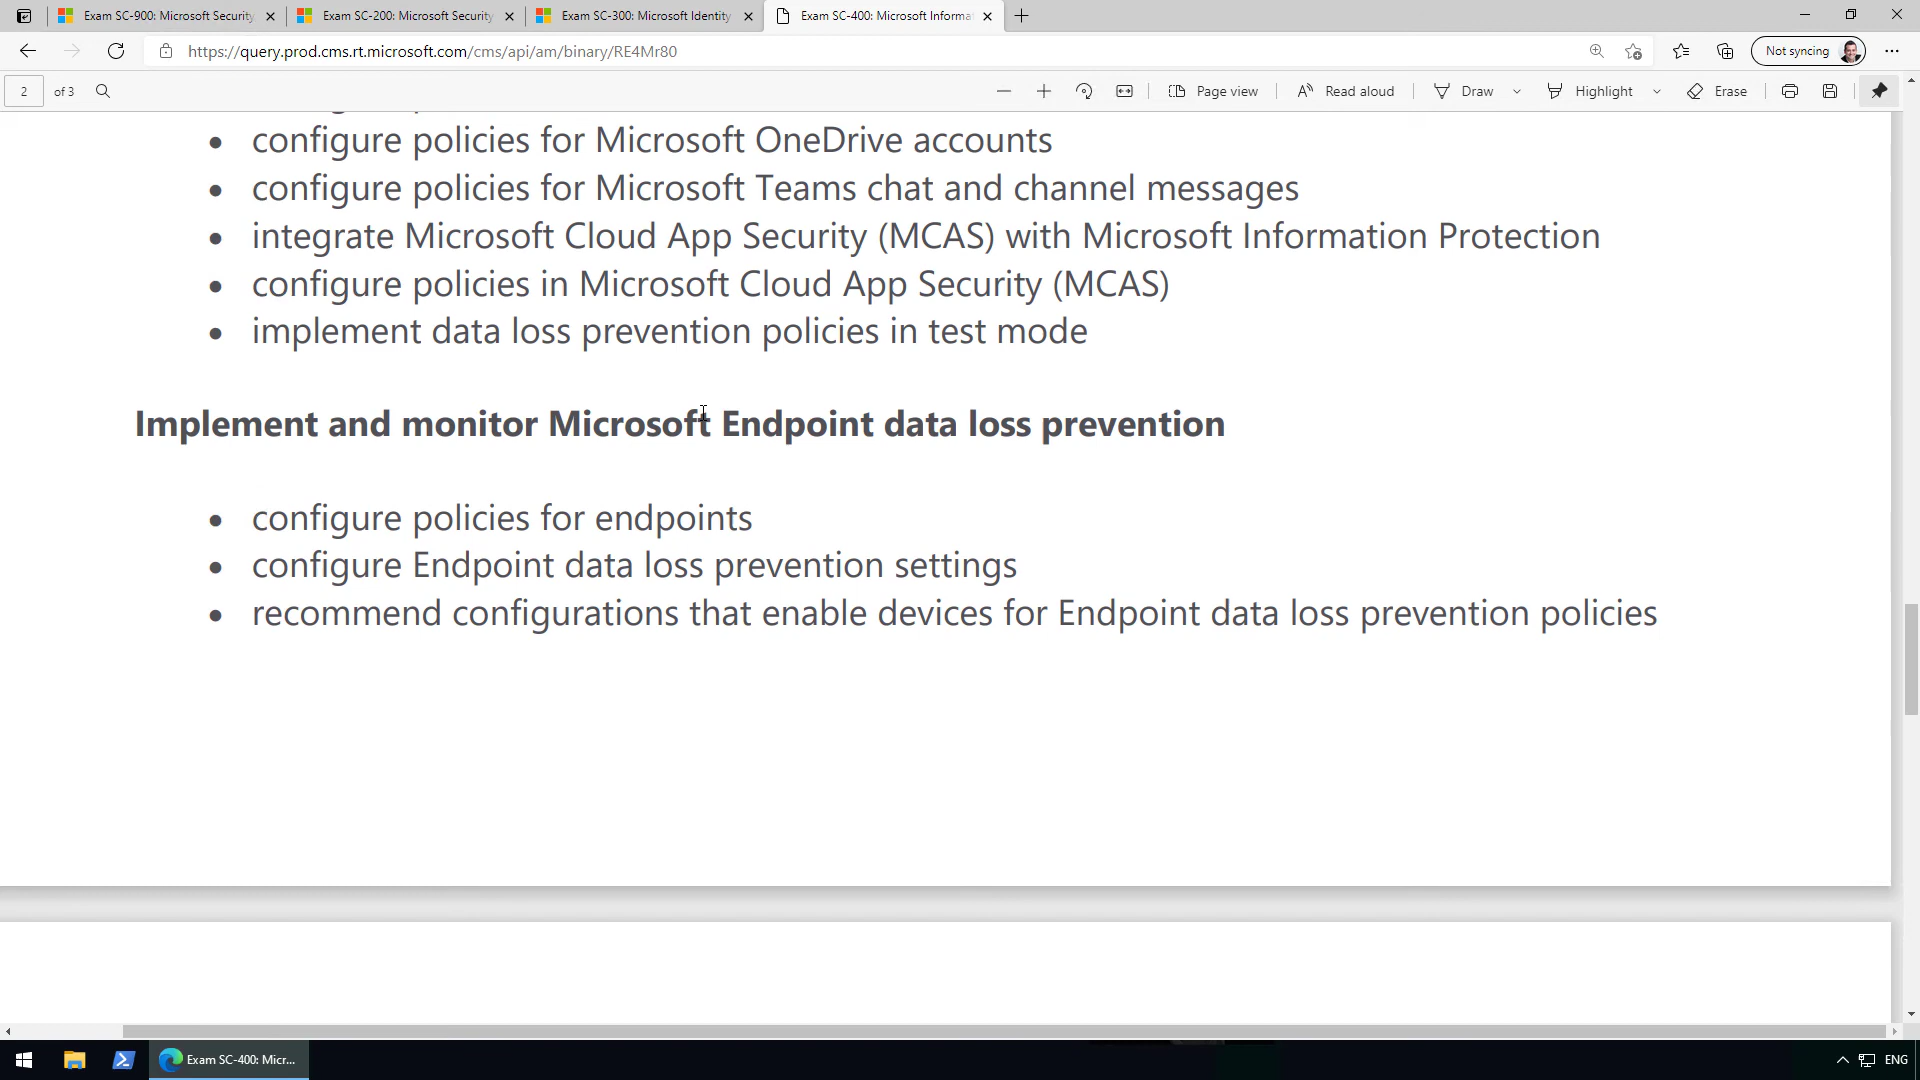 Exam SC-900: Microsoft Security
Exam SC-200: Microsoft Security
Exam SC-300: Microsoft Identity
Exam SC-400: Microsoft Informa
https://query.prod.cms.rt.microsoft.com/cms/api/am/binary/RE4Mr80
Not syncing
2 of 3
Page view
Read aloud
Draw
Highlight
Erase
• configure policies for Microsoft OneDrive accounts
• configure policies for Microsoft Teams chat and channel messages
• integrate Microsoft Cloud App Security (MCAS) with Microsoft Information Protection
• configure policies in Microsoft Cloud App Security (MCAS)
• implement data loss prevention policies in test mode
Implement and monitor Microsoft Endpoint data loss prevention
• configure policies for endpoints
• configure Endpoint data loss prevention settings
• recommend configurations that enable devices for Endpoint data loss prevention policies
Exam SC-400: Micr...
ENG